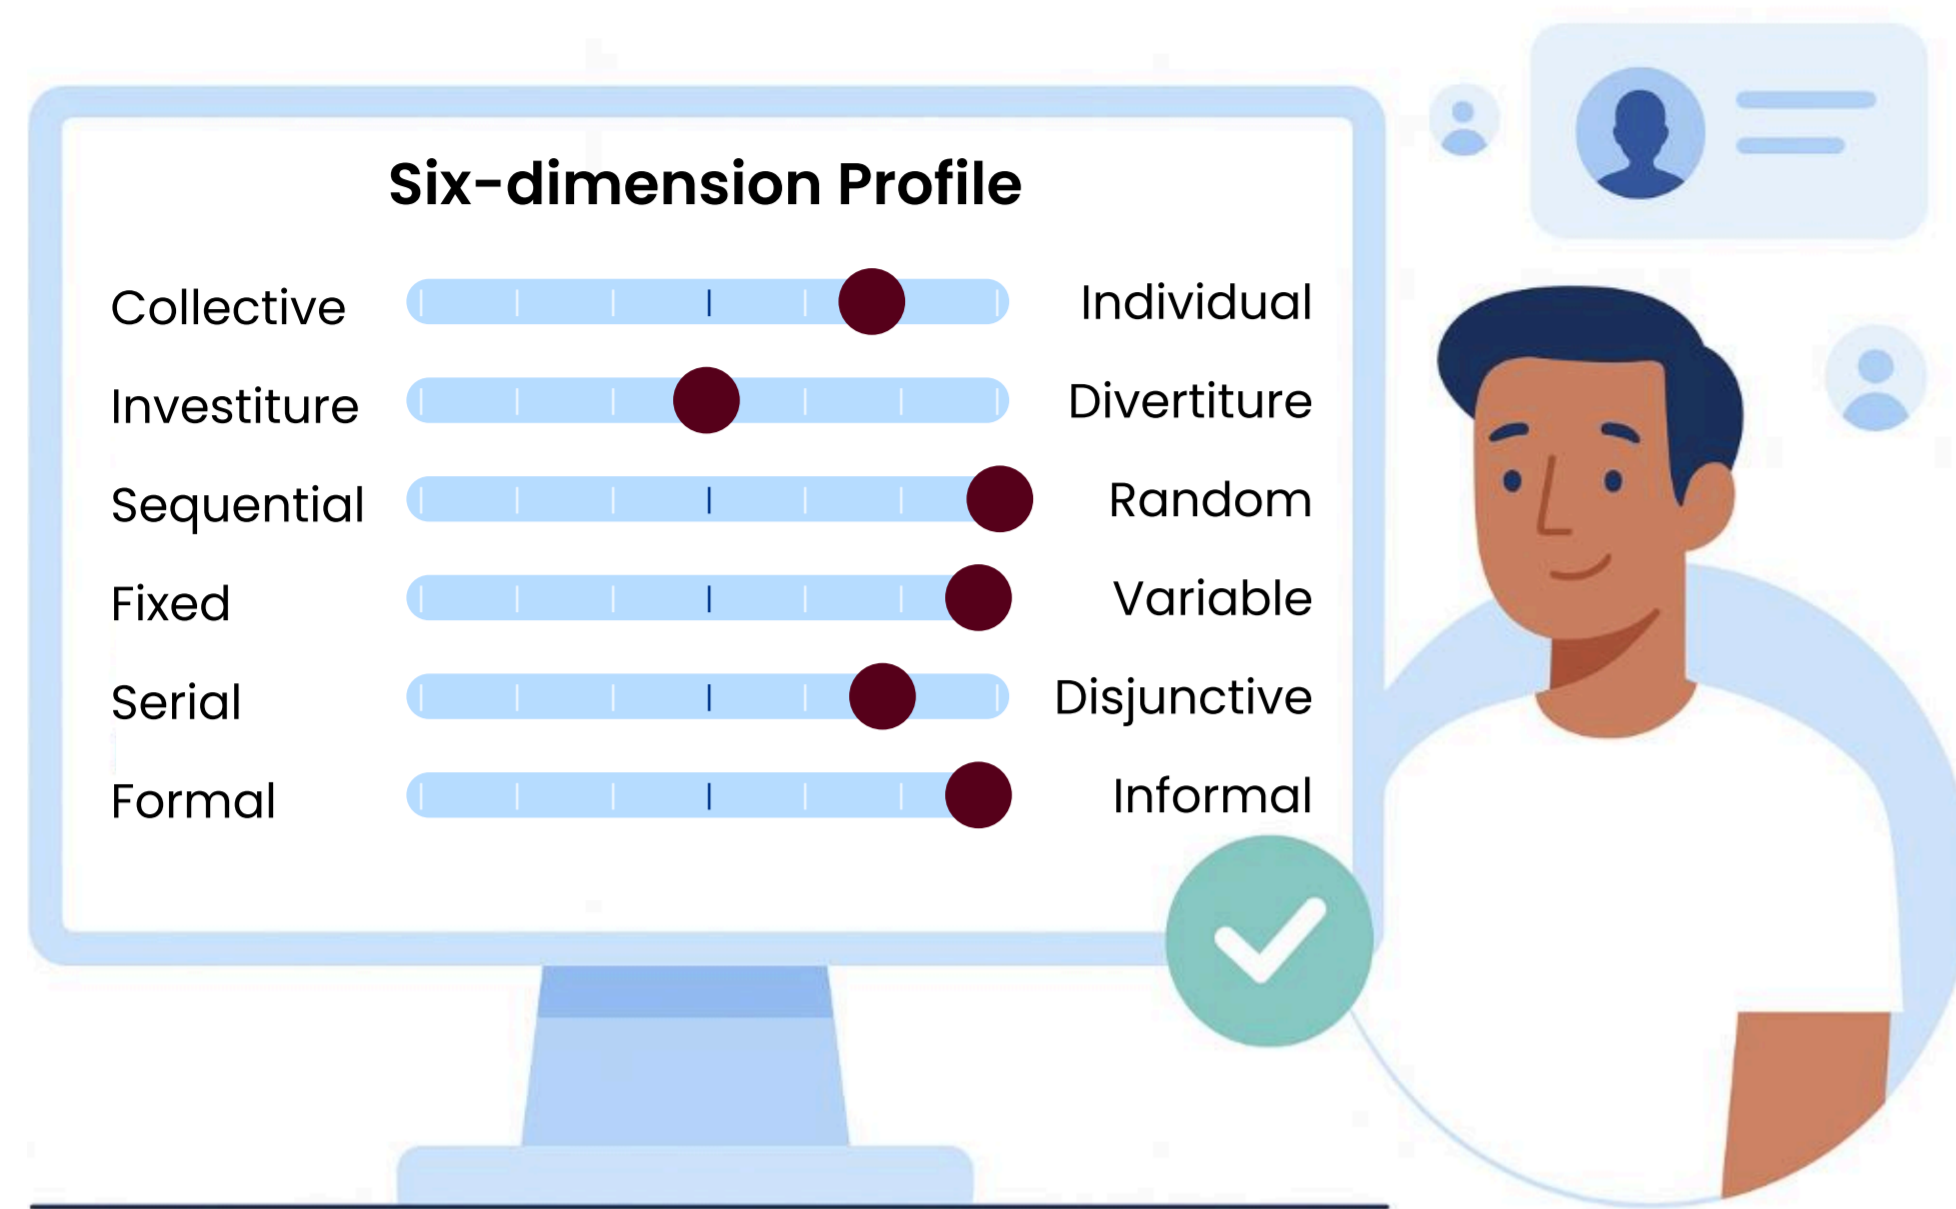 Six-dimension Profile
Collective Individual
Investiture Divertiture
Sequential Random
Fixed Variable
Serial Disjunctive
Formal Informal